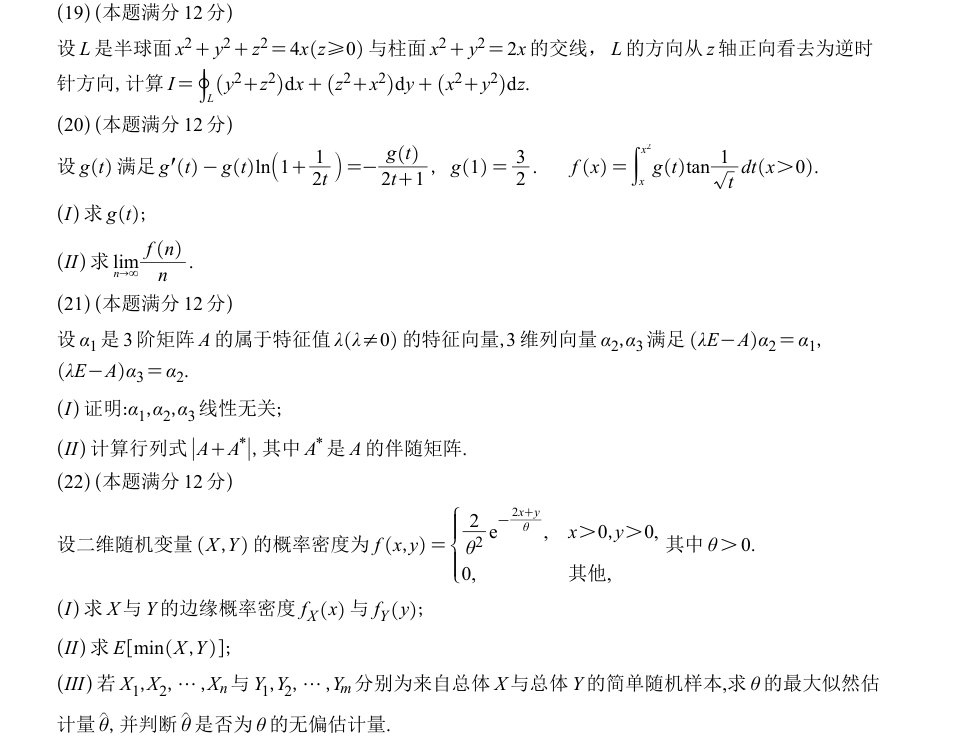 (19)(本题满分 12 分)
设 L 是半球面 x²+y²+z²=4x(z≥0) 与柱面 x²+y²=2x 的交线， L 的方向从 z 轴正向看去为逆时
针方向, 计算 I=∮_L (y²+z²)dx+(z²+x²)dy+(x²+y²)dz.
(20)(本题满分 12 分)
设 g(t) 满足 g′(t)−g(t)ln(1+1/(2t))=−g(t)/(2t+1), g(1)=3/2. f(x)=∫_x^{x²} g(t)tan(1/√t)dt(x>0).
(I) 求 g(t);
(II) 求 lim_{n→∞} f(n)/n.
(21)(本题满分 12 分)
设 α₁ 是 3 阶矩阵 A 的属于特征值 λ(λ≠0) 的特征向量,3 维列向量 α₂,α₃ 满足 (λE−A)α₂=α₁,
(λE−A)α₃=α₂.
(I) 证明:α₁,α₂,α₃ 线性无关;
(II) 计算行列式 |A+A*|, 其中 A* 是 A 的伴随矩阵.
(22)(本题满分 12 分)
设二维随机变量 (X,Y) 的概率密度为 f(x,y)={ (2/θ²)e^{−(2x+y)/θ}, x>0,y>0, 其中 θ>0.
0, 其他,
(I) 求 X 与 Y 的边缘概率密度 f_X(x) 与 f_Y(y);
(II) 求 E[min(X,Y)];
(III) 若 X₁,X₂, ⋯ ,Xₙ 与 Y₁,Y₂, ⋯ ,Yₘ 分别为来自总体 X 与总体 Y 的简单随机样本,求 θ 的最大似然估
计量 θ̂, 并判断 θ̂ 是否为 θ 的无偏估计量.